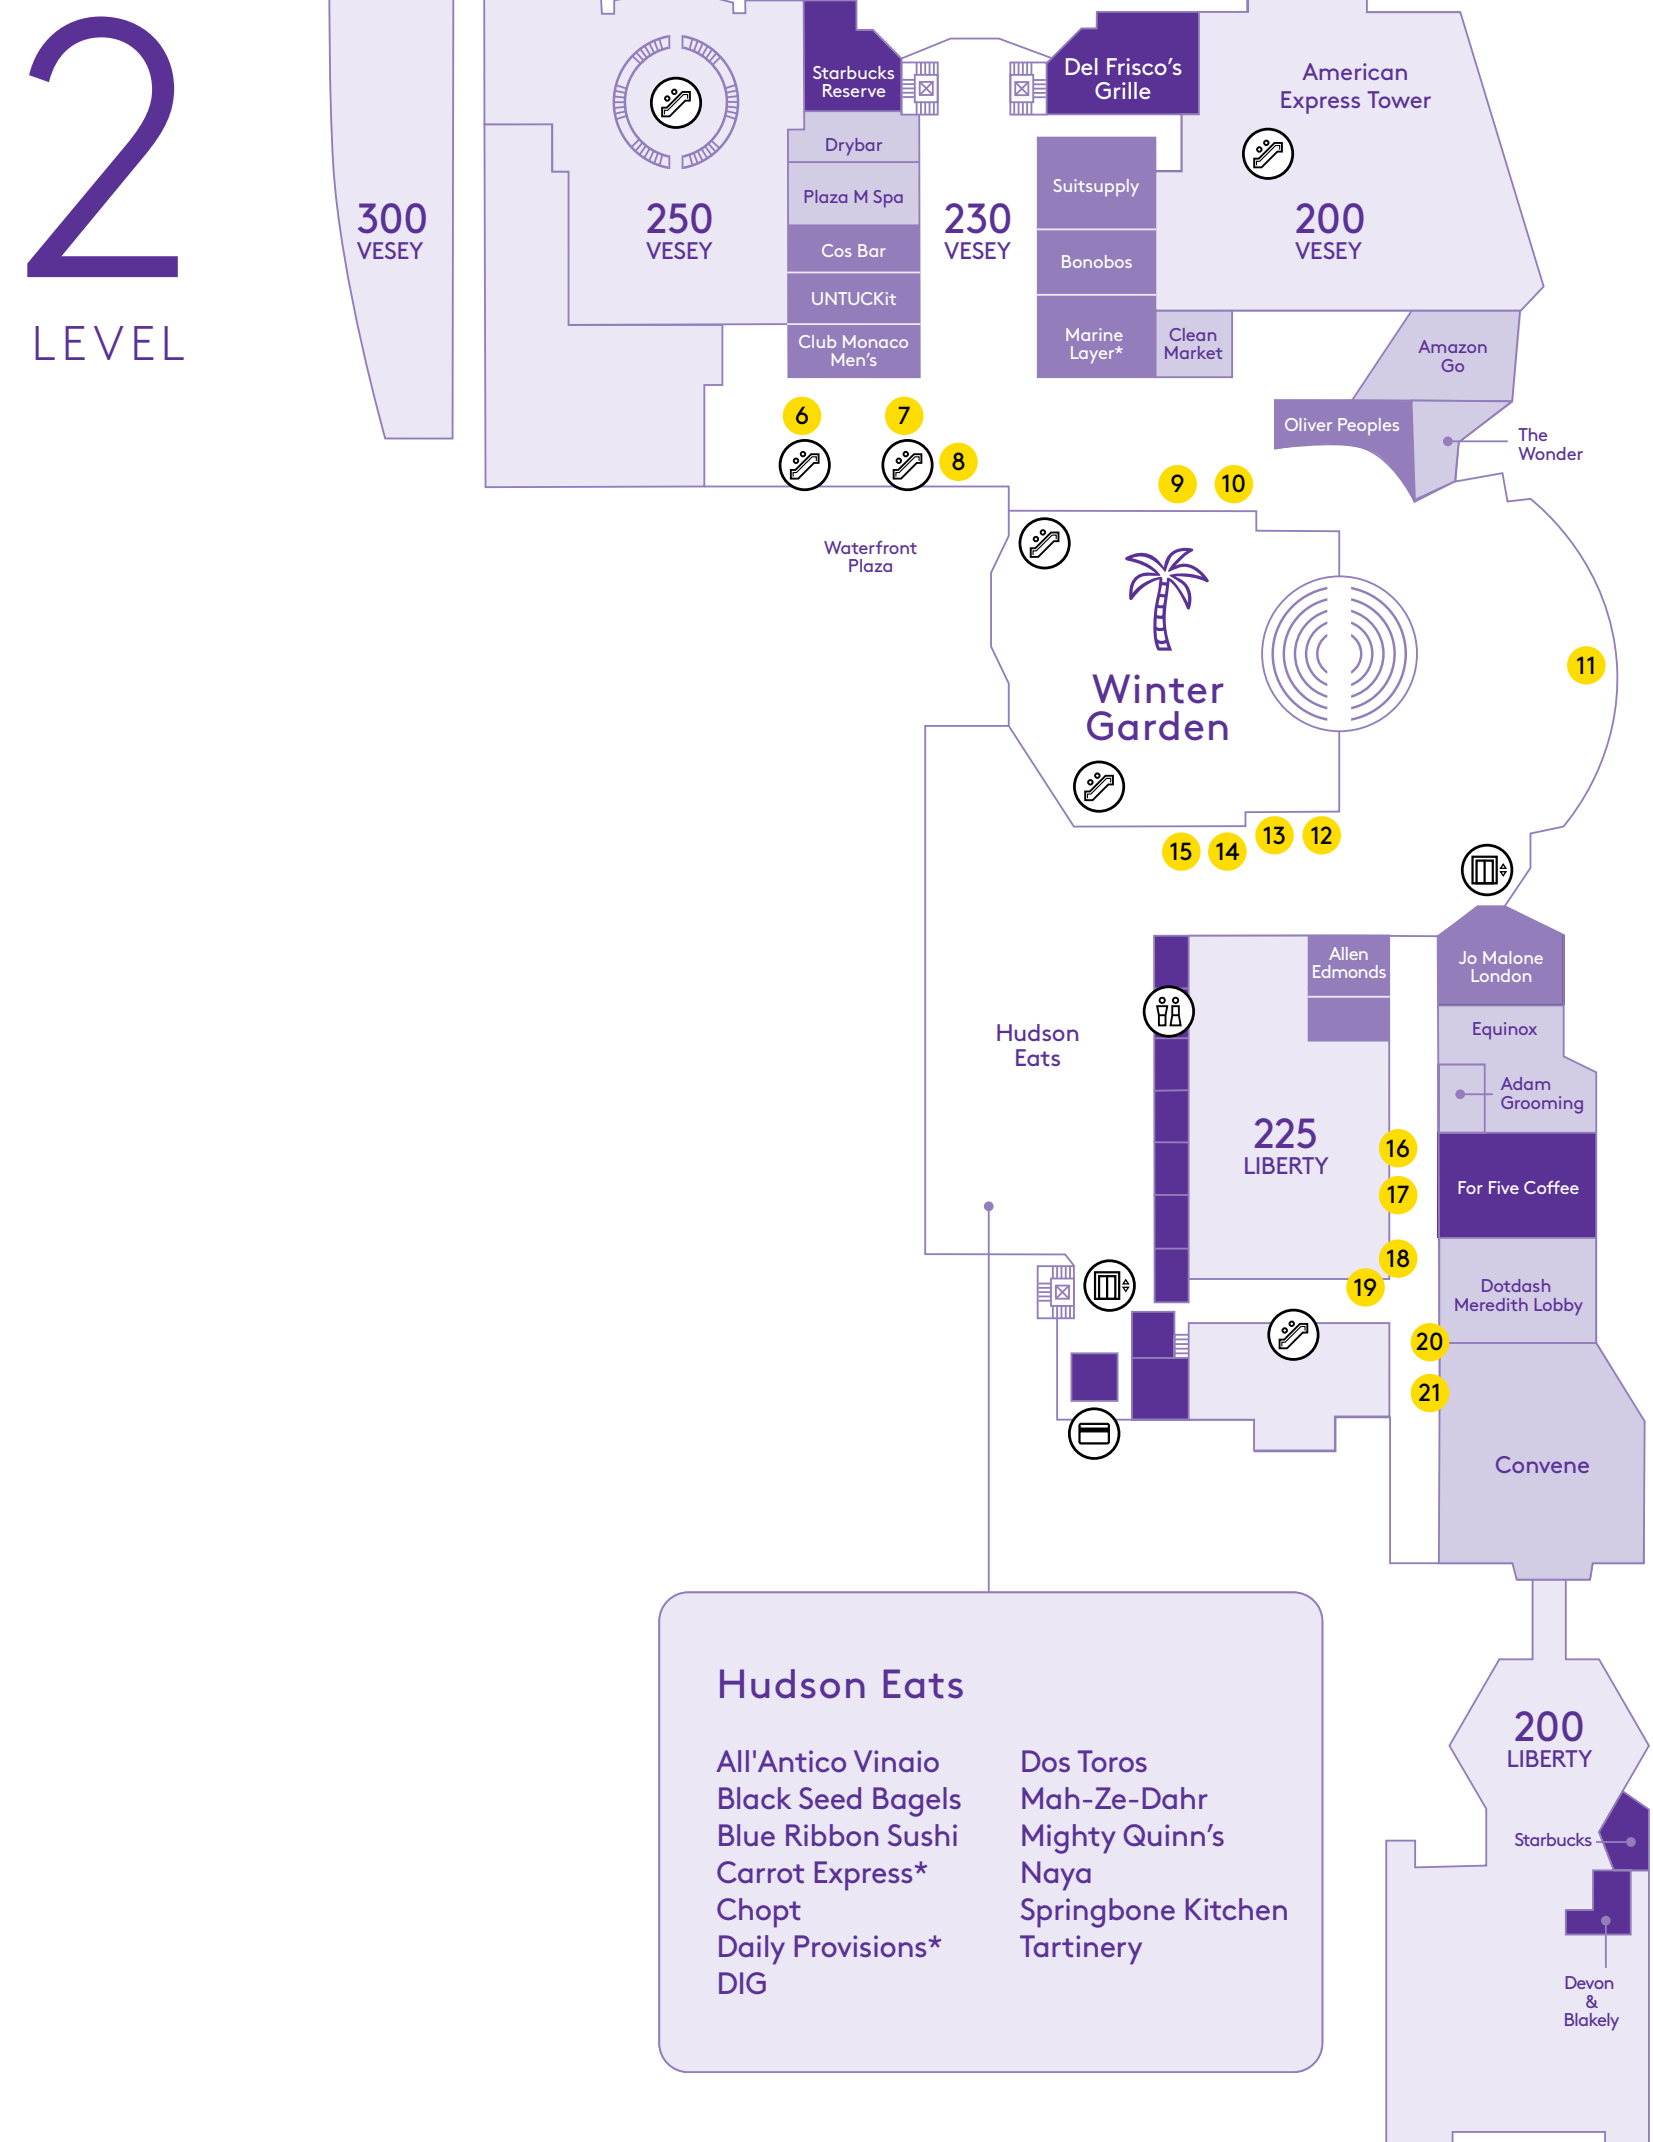 2
LEVEL
Starbucks
Reserve
Del Frisco’s
Grille
American
Express Tower
Drybar
Plaza M Spa
Cos Bar
UNTUCKit
Club Monaco
Men’s
300
VESEY
250
VESEY
230
VESEY
200
VESEY
Suitsupply
Bonobos
Marine
Layer*
Clean
Market
Amazon
Go
Oliver Peoples
The
Wonder
6
7
8
9
10
Waterfront
Plaza
Winter
Garden
11
12
13
14
15
Allen
Edmonds
Jo Malone
London
Equinox
Adam
Grooming
Hudson
Eats
225
LIBERTY
16
17
18
19
For Five Coffee
Dotdash
Meredith Lobby
20
21
Convene
Hudson Eats
All'Antico Vinaio
Black Seed Bagels
Blue Ribbon Sushi
Carrot Express*
Chopt
Daily Provisions*
DIG
Dos Toros
Mah-Ze-Dahr
Mighty Quinn’s
Naya
Springbone Kitchen
Tartinery
200
LIBERTY
Starbucks
Devon
&
Blakely